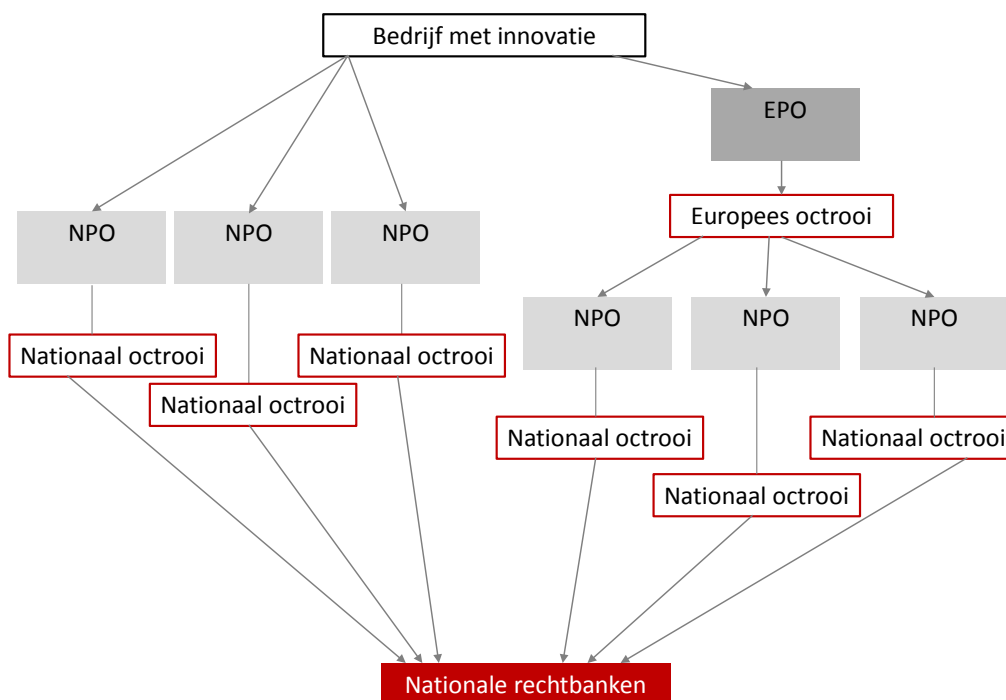 Bedrijf met innovatie
EPO
NPO
NPO
NPO
Europees octrooi
NPO
NPO
NPO
Nationaal octrooi
Nationaal octrooi
Nationaal octrooi
Nationaal octrooi
Nationaal octrooi
Nationaal octrooi
Nationale rechtbanken